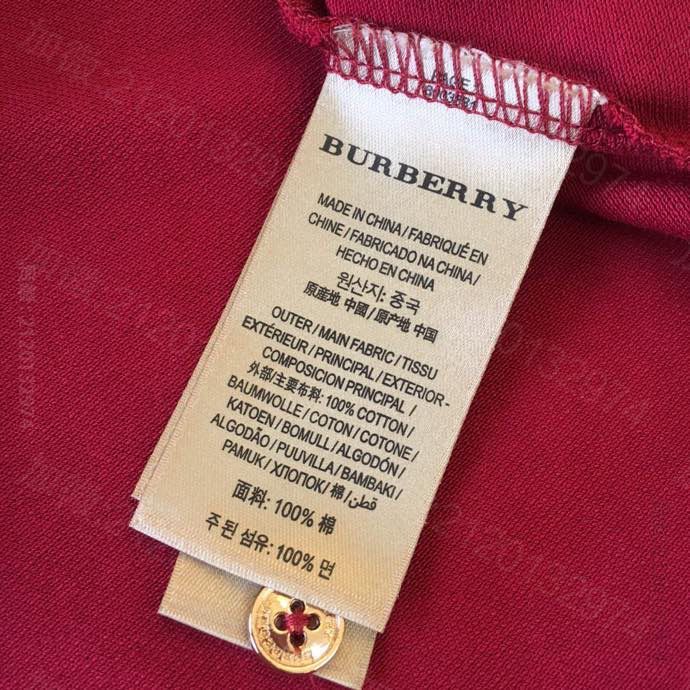 BURBERRY
MADE IN CHINA / FABRIQUÉ EN
CHINE / FABRICADO NA CHINA /
HECHO EN CHINA
원산지: 중국
原産地 中國 / 原产地 中国
OUTER / MAIN FABRIC / TISSU
EXTÉRIEUR / PRINCIPAL / EXTERIOR -
COMPOSICION PRINCIPAL /
外部/主要布料: 100% COTTON /
BAUMWOLLE / COTON / COTONE /
KATOEN / BOMULL / ALGODÓN /
ALGODÃO / PUUVILLA / BAMBAKI /
PAMUK / ХΠΟΠΟΚ / 棉 / قطن /
面料: 100% 棉
주 된 섬유: 100% 면